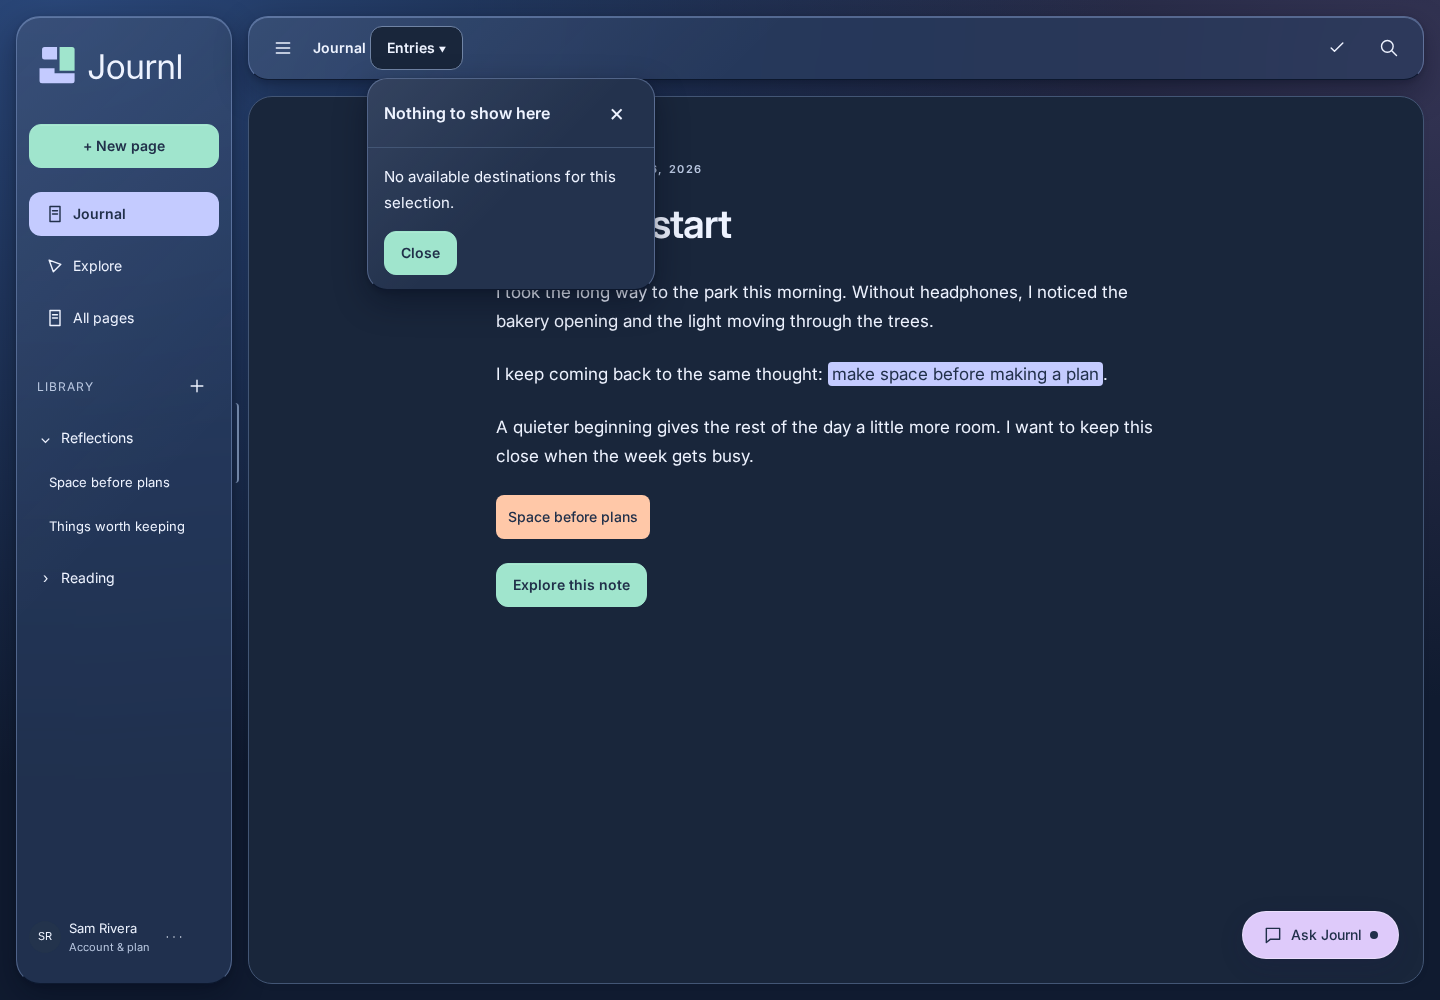 Journl
+ New page
Journal
Explore
All pages
LIBRARY
Reflections
Space before plans
Things worth keeping
Reading
SR
Sam Rivera
Account & plan
Journal
Entries ▾
Nothing to show here
No available destinations for this
selection.
Close
, 2026
start
I took the long way to the park this morning. Without headphones, I noticed the
bakery opening and the light moving through the trees.
I keep coming back to the same thought: make space before making a plan.
A quieter beginning gives the rest of the day a little more room. I want to keep this
close when the week gets busy.
Space before plans
Explore this note
Ask Journl